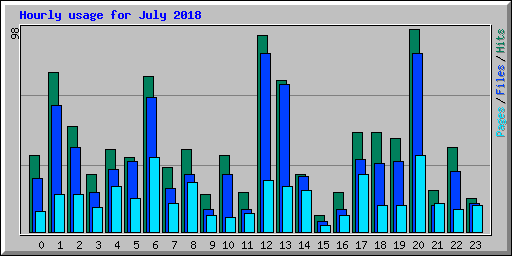 Hourly usage for July 2018
98
Pages / Files / Hits
0 1 2 3 4 5 6 7 8 9 10 11 12 13 14 15 16 17 18 19 20 21 22 23